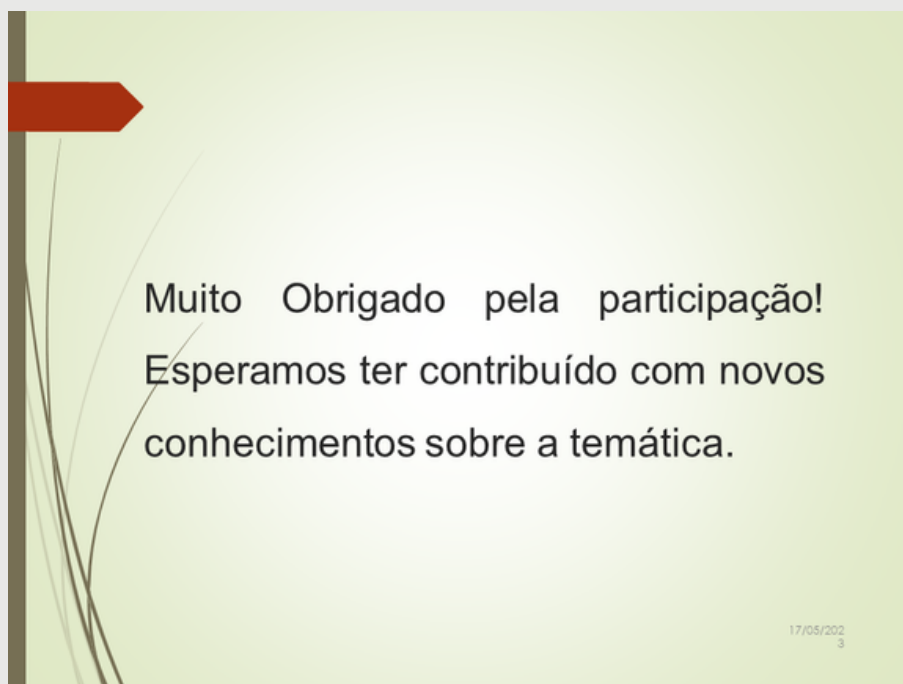 Muito Obrigado pela participação!
Esperamos ter contribuído com novos
conhecimentos sobre a temática.
17/05/202
3